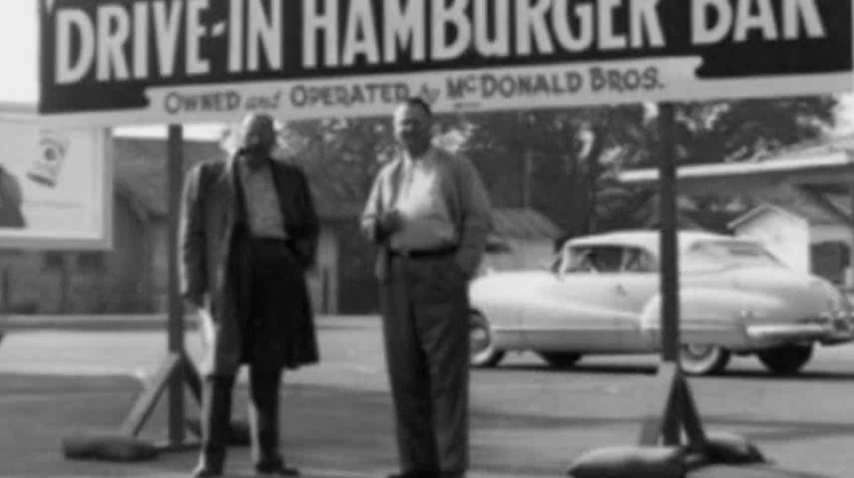 DRIVE-IN HAMBURGER BAR
OWNED and OPERATED by McDONALD BROS.